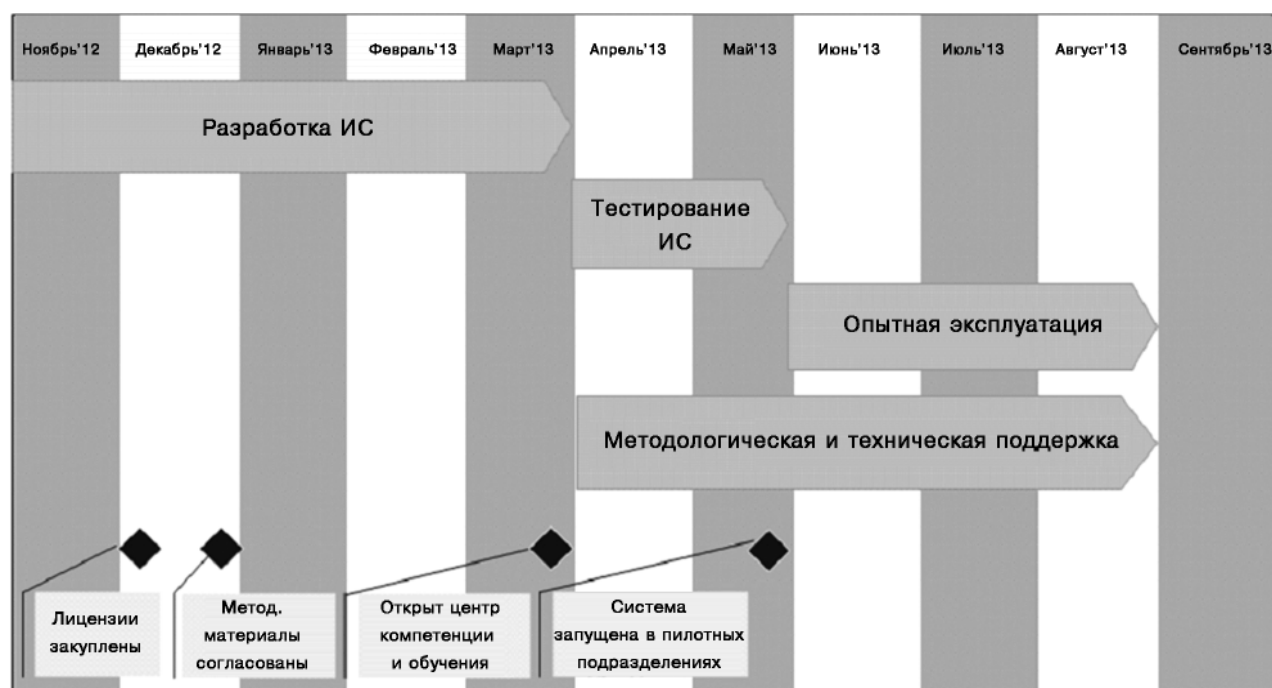 Ноябрь'12 Декабрь'12 Январь'13 Февраль'13 Март'13 Апрель'13 Май'13 Июнь'13 Июль'13 Август'13 Сентябрь'13
Разработка ИС
Тестирование
ИС
Опытная эксплуатация
Методологическая и техническая поддержка
Лицензии
закуплены
Метод.
материалы
согласованы
Открыт центр
компетенции
и обучения
Система
запущена в пилотных
подразделениях